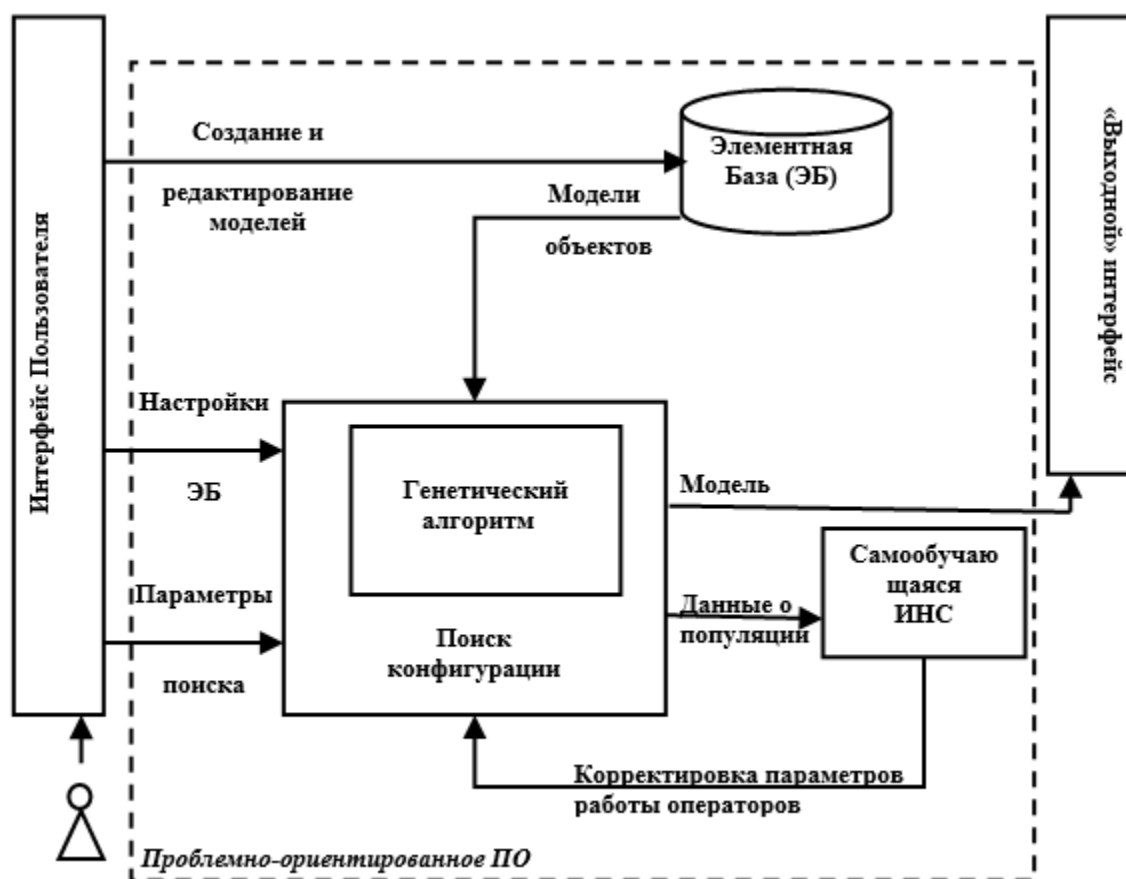 Интерфейс Пользователя
Создание и
редактирование
моделей
Элементная
База (ЭБ)
Модели
объектов
«Выходной» интерфейс
Настройки
ЭБ
Генетический
алгоритм
Модель
Параметры
поиска
Поиск
конфигурации
Данные о
популяции
Самообучаю
щаяся
ИНС
Корректировка параметров
работы операторов
Проблемно-ориентированное ПО